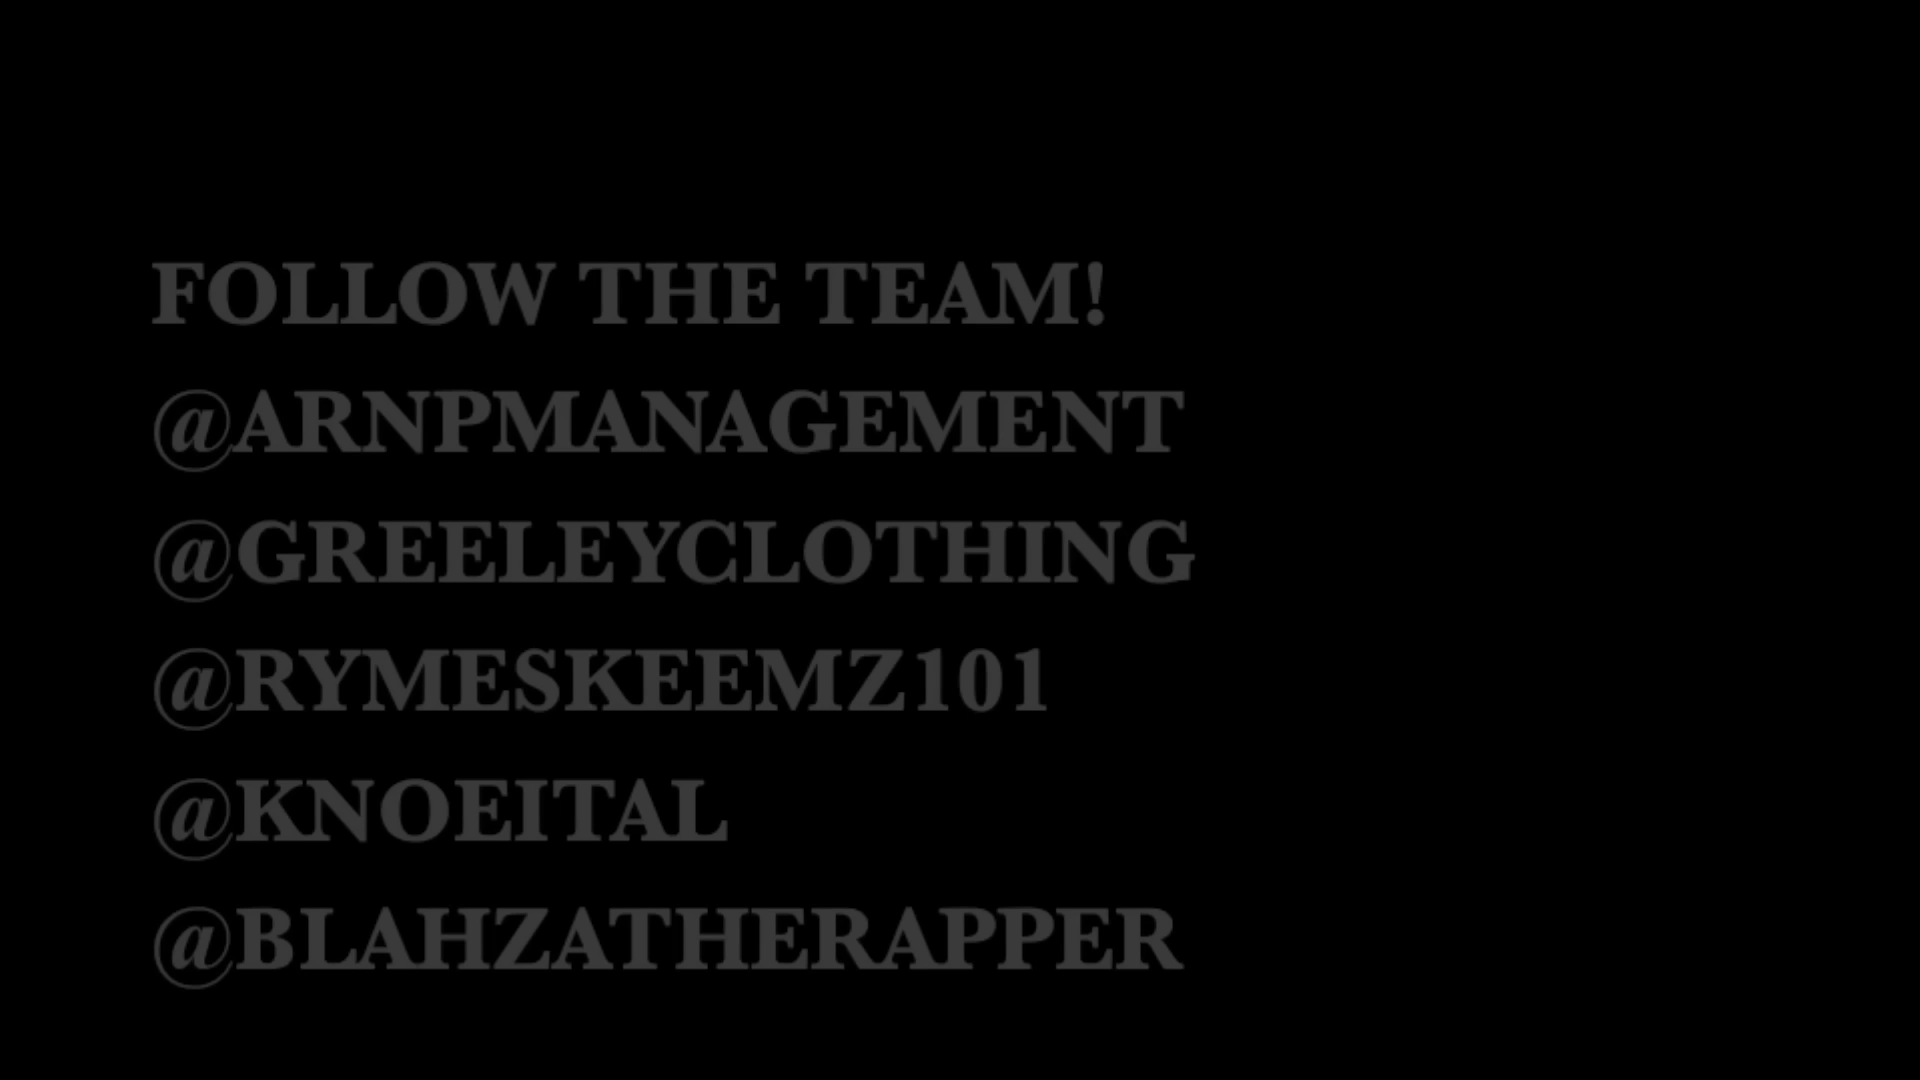 FOLLOW THE TEAM!
@ARNPMANAGEMENT
@GREELEYCLOTHING
@RYMESKEEMZ101
@KNOEITAL
@BLAHZATHERAPPER